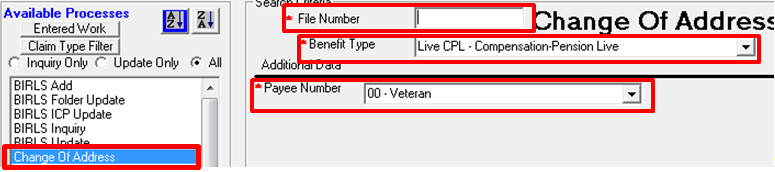 Available Processes
Entered Work
Claim Type Filter
Inquiry Only Update Only All
BIRLS Add
BIRLS Folder Update
BIRLS ICP Update
BIRLS Inquiry
BIRLS Update
Change Of Address
A Z
Z A
Search Criteria
* File Number
Change Of Address
* Benefit Type Live CPL - Compensation-Pension Live
Additional Data
* Payee Number 00 - Veteran